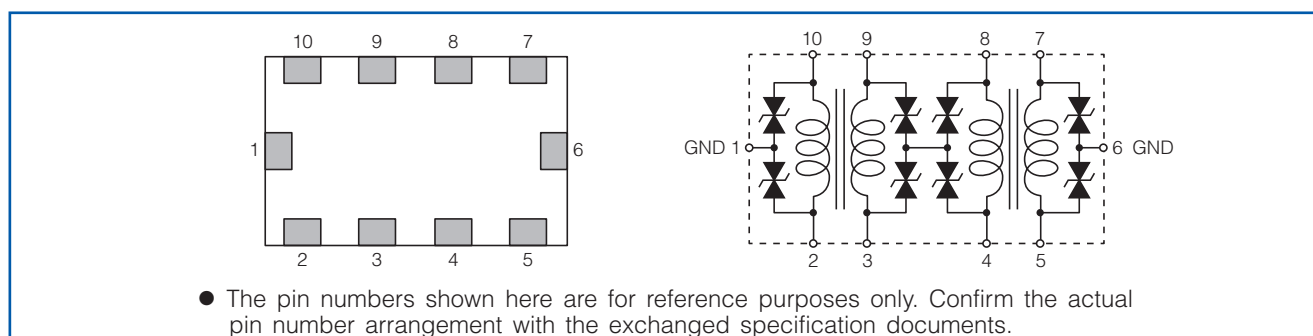 10 9 8 7
1 6
2 3 4 5
10 9 8 7
GND 1 6 GND
2 3 4 5
● The pin numbers shown here are for reference purposes only. Confirm the actual
pin number arrangement with the exchanged specification documents.